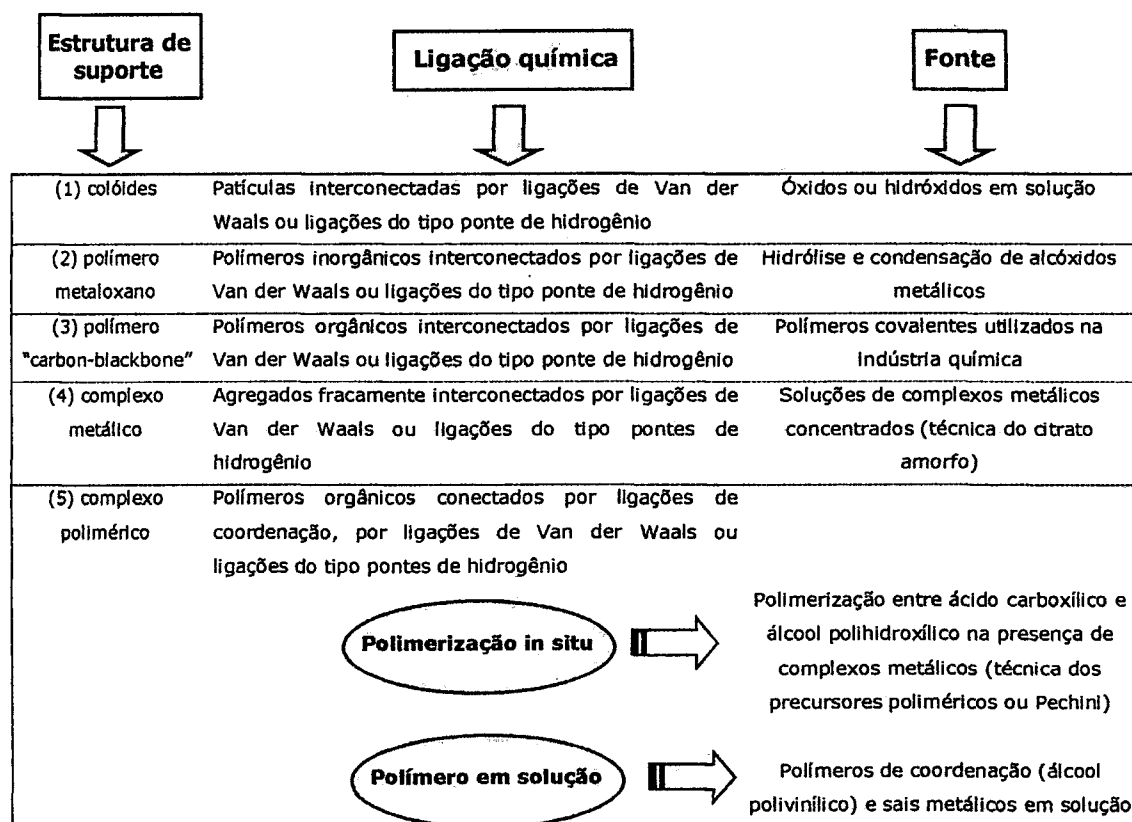 Estrutura de
suporte
Ligação química
Fonte
(1) colóides
Patículas interconectadas por ligações de Van der
Waals ou ligações do tipo ponte de hidrogênio
Óxidos ou hidróxidos em solução
(2) polímero
metaloxano
Polímeros inorgânicos interconectados por ligações de
Van der Waals ou ligações do tipo ponte de hidrogênio
Hidrólise e condensação de alcóxidos
metálicos
(3) polímero
"carbon-blackbone"
Polímeros orgânicos interconectados por ligações de
Van der Waals ou ligações do tipo ponte de hidrogênio
Polímeros covalentes utilizados na
indústria química
(4) complexo
metálico
Agregados fracamente interconectados por ligações de
Van der Waals ou ligações do tipo pontes de
hidrogênio
Soluções de complexos metálicos
concentrados (técnica do citrato
amorfo)
(5) complexo
polimérico
Polímeros orgânicos conectados por ligações de
coordenação, por ligações de Van der Waals ou
ligações do tipo pontes de hidrogênio
Polimerização in situ
Polimerização entre ácido carboxílico e
álcool polihidroxílico na presença de
complexos metálicos (técnica dos
precursores poliméricos ou Pechini)
Polímero em solução
Polímeros de coordenação (álcool
polivinílico) e sais metálicos em solução